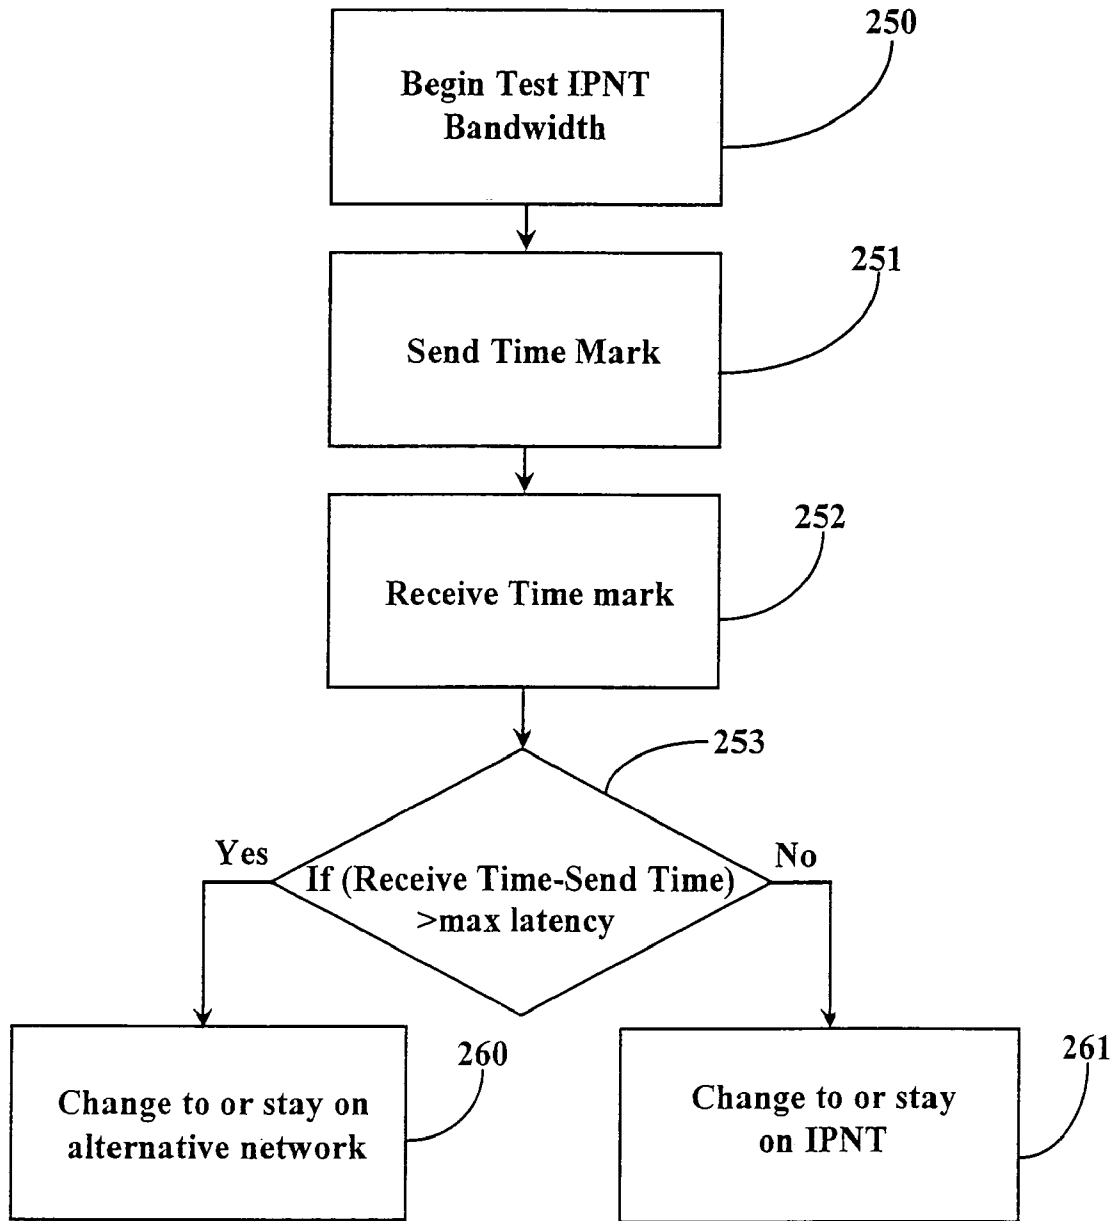 250
Begin Test IPNT
Bandwidth
251
Send Time Mark
252
Receive Time mark
253
Yes
No
If (Receive Time-Send Time)
>max latency
260
Change to or stay on
alternative network
261
Change to or stay
on IPNT